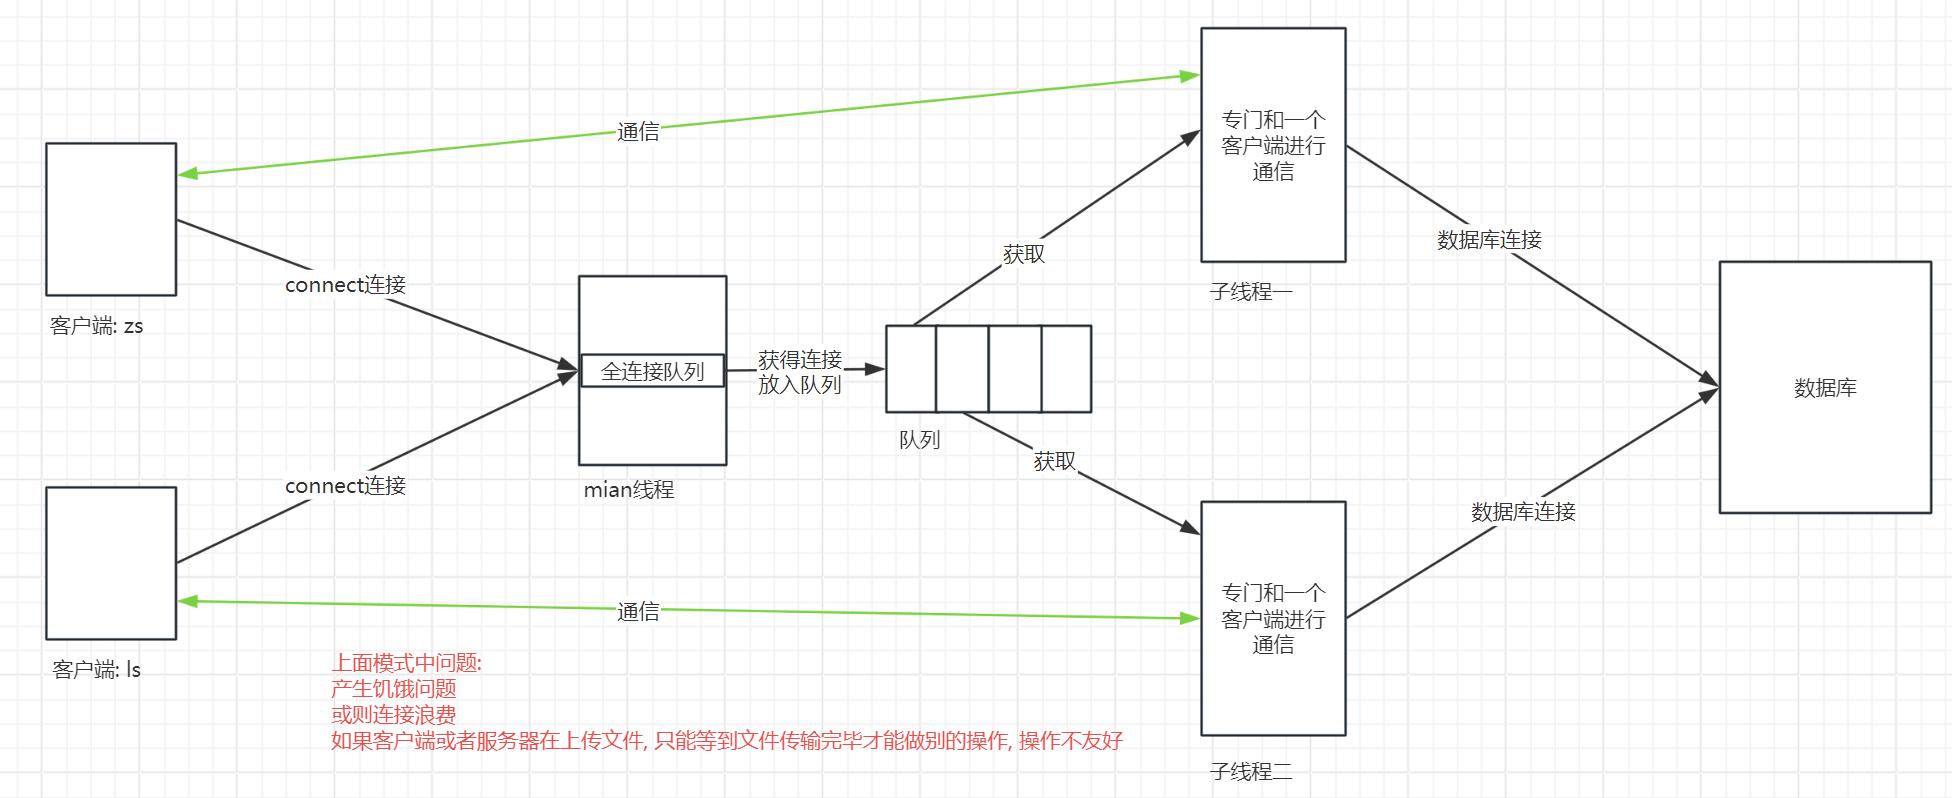 专门和一个
客户端进行
通信
通信
获取
数据库连接
connect连接
子线程一
客户端: zs
获得连接
放入队列
全连接队列
数据库
队列
获取
connect连接
mian线程
数据库连接
专门和一个
客户端进行
通信
通信
客户端: ls
上面模式中问题:
产生饥饿问题
或则连接浪费
如果客户端或者服务器在上传文件, 只能等到文件传输完毕才能做别的操作, 操作不友好
子线程二